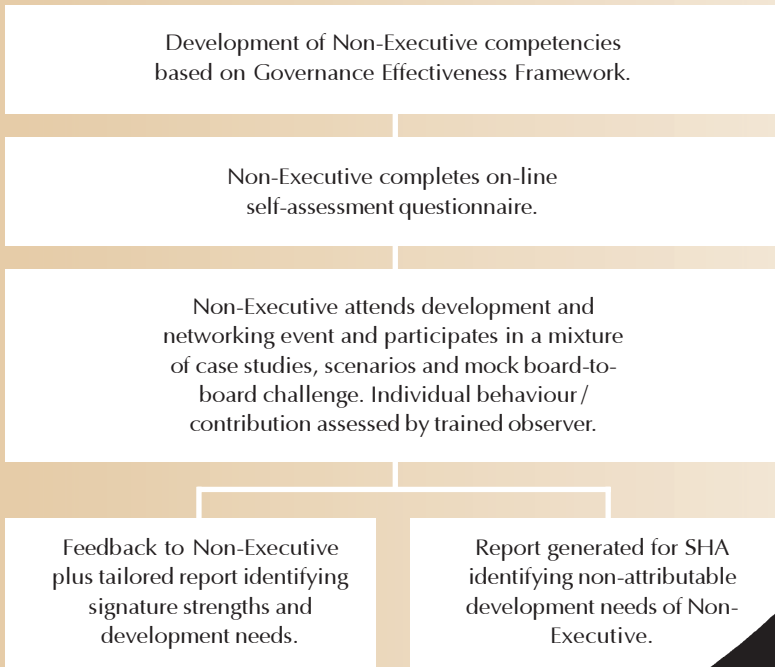 Development of Non-Executive competencies
based on Governance Effectiveness Framework.
Non-Executive completes on-line
self-assessment questionnaire.
Non-Executive attends development and
networking event and participates in a mixture
of case studies, scenarios and mock board-to-
board challenge. Individual behaviour/
contribution assessed by trained observer.
Feedback to Non-Executive
plus tailored report identifying
signature strengths and
development needs.
Report generated for SHA
identifying non-attributable
development needs of Non-
Executive.